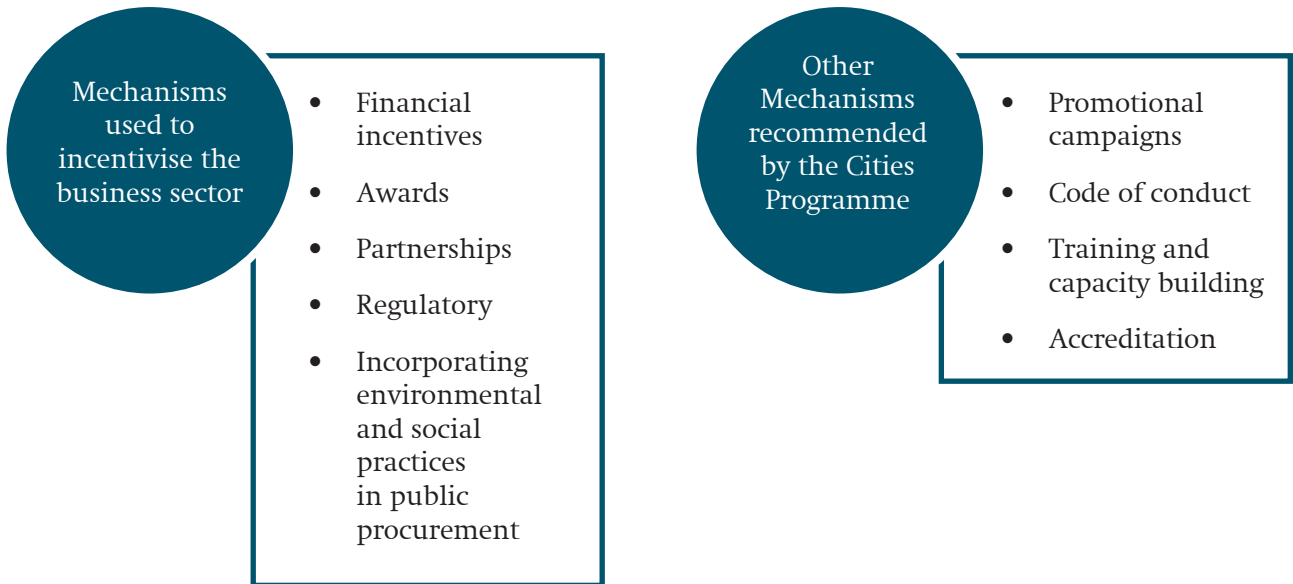 Mechanisms
used to
incentivise the
business sector
• Financial
incentives
• Awards
• Partnerships
• Regulatory
• Incorporating
environmental
and social
practices
in public
procurement
Other
Mechanisms
recommended
by the Cities
Programme
• Promotional
campaigns
• Code of conduct
• Training and
capacity building
• Accreditation